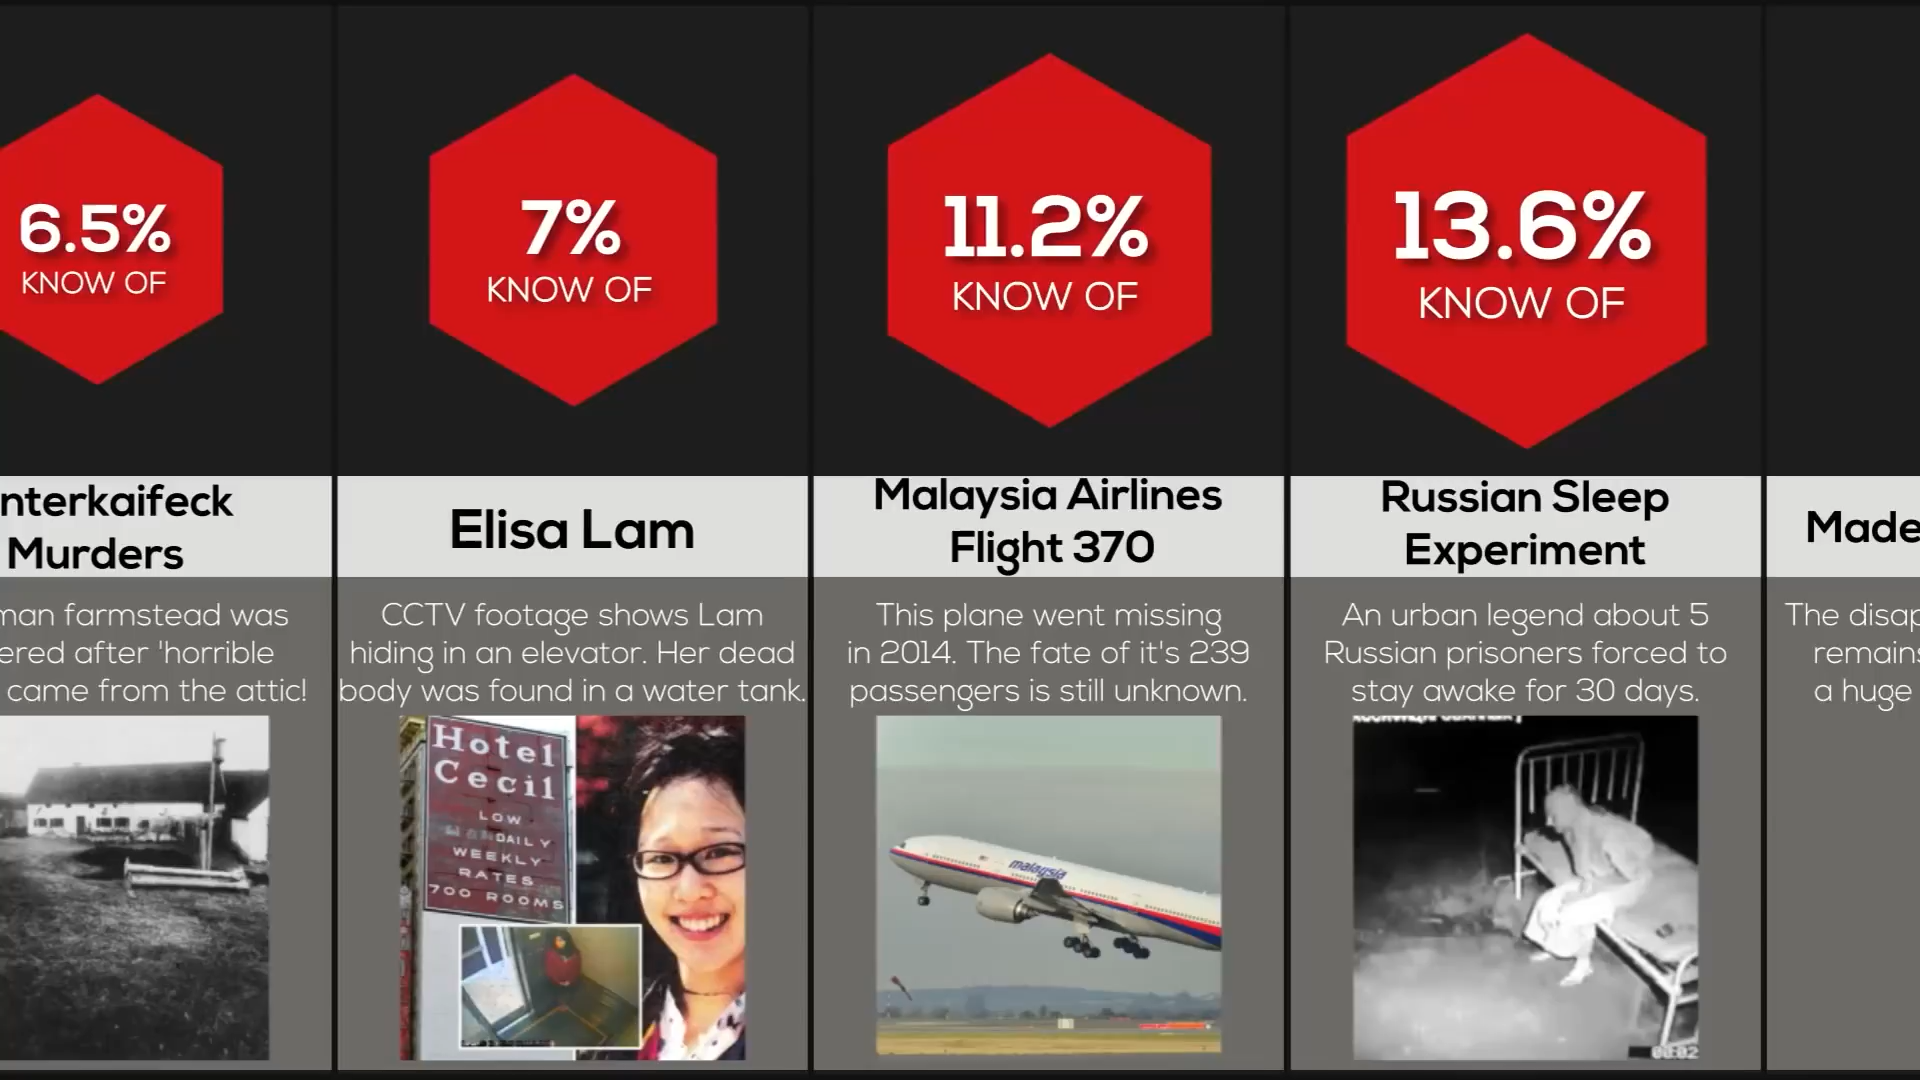 6.5%
KNOW OF
nterkaifeck
Murders
man farmstead was
ered after 'horrible
came from the attic!
7%
KNOW OF
Elisa Lam
CCTV footage shows Lam
hiding in an elevator. Her dead
body was found in a water tank.
Hotel
Cecil
LOW
DAILY
WEEKLY
RATES
700 ROOMS
11.2%
KNOW OF
Malaysia Airlines
Flight 370
This plane went missing
in 2014. The fate of it's 239
passengers is still unknown.
malaysia
13.6%
KNOW OF
Russian Sleep
Experiment
An urban legend about 5
Russian prisoners forced to
stay awake for 30 days.
00:02
Made
The disap
remains
a huge